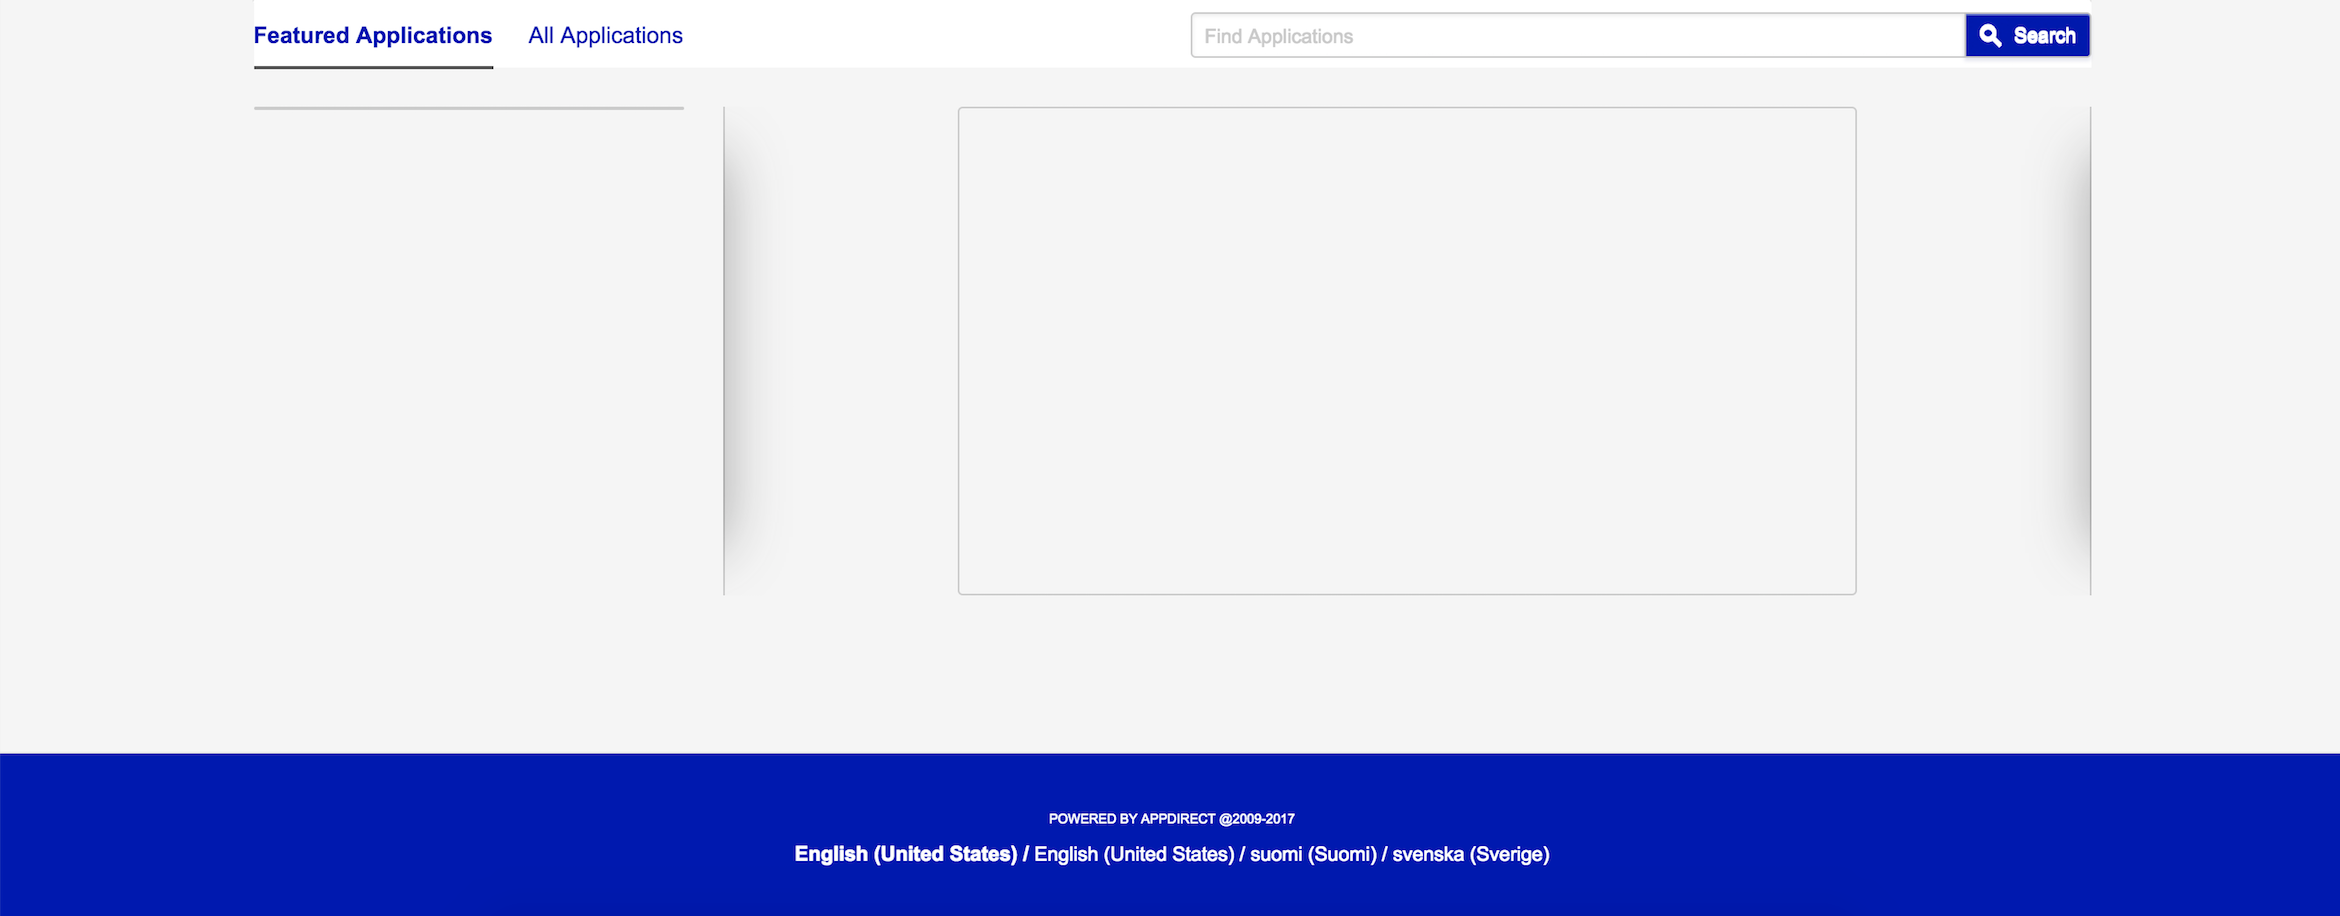 Featured Applications All Applications Find Applications Search
POWERED BY APPDIRECT @2009-2017
English (United States) / English (United States) / suomi (Suomi) / svenska (Sverige)